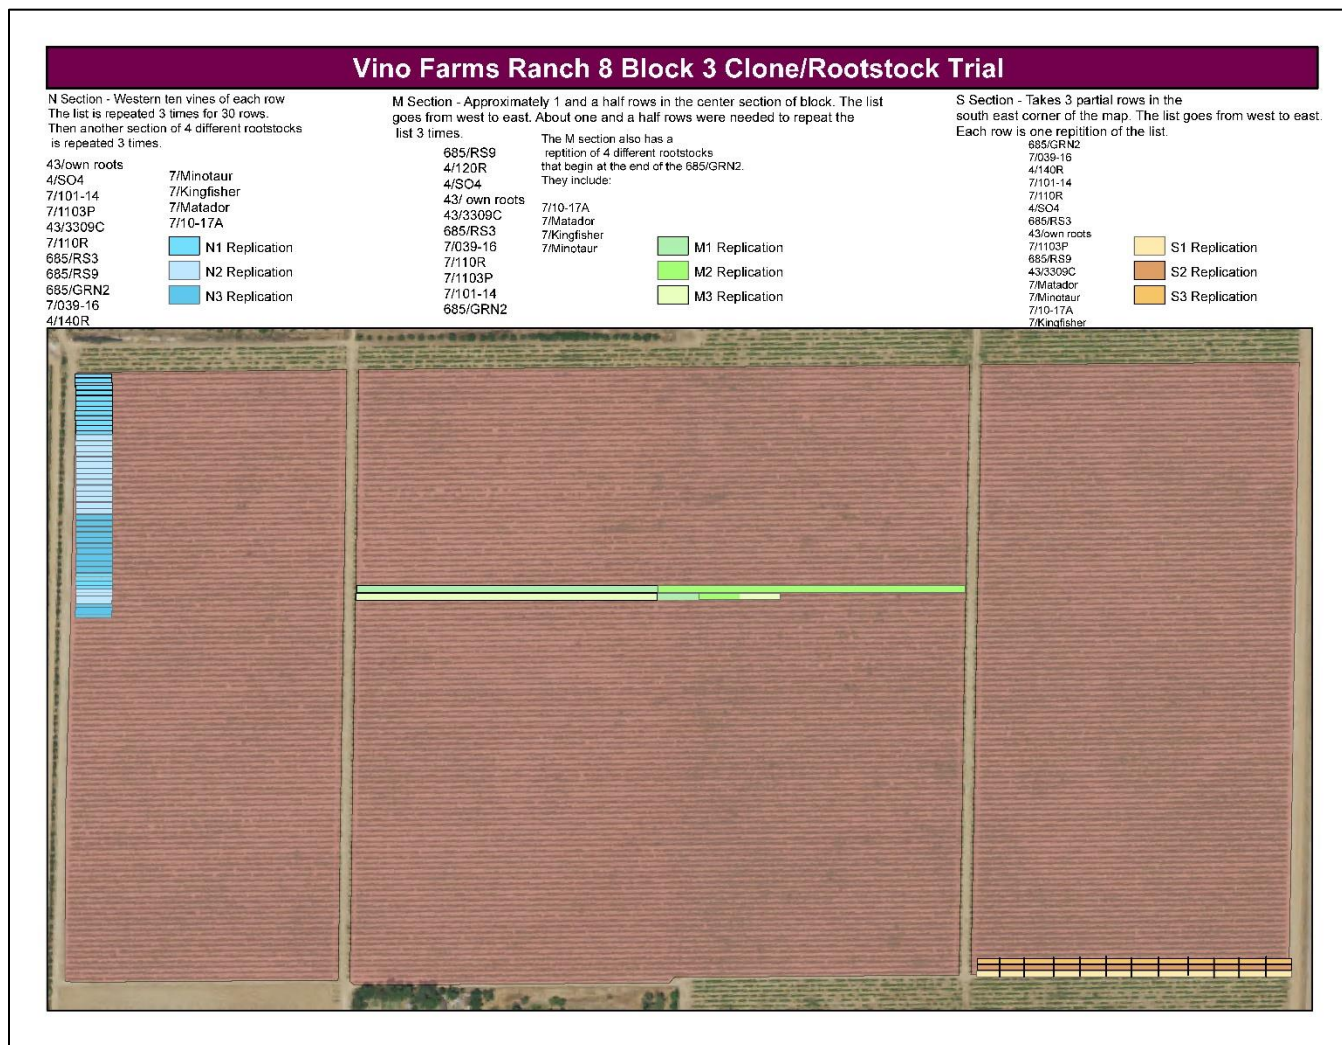 Vino Farms Ranch 8 Block 3 Clone/Rootstock Trial
N Section - Western ten vines of each row
The list is repeated 3 times for 30 rows.
Then another section of 4 different rootstocks
is repeated 3 times.
43/own roots
4/SO4
7/101-14
7/1103P
43/3309C
7/110R
685/RS3
685/RS9
685/GRN2
7/039-16
4/140R
7/Minotaur
7/Kingfisher
7/Matador
7/10-17A
N1 Replication
N2 Replication
N3 Replication
M Section - Approximately 1 and a half rows in the center section of block. The list
goes from west to east. About one and a half rows were needed to repeat the
list 3 times.
685/RS9
4/120R
4/SO4
43/ own roots
43/3309C
685/RS3
7/039-16
7/110R
7/1103P
7/101-14
685/GRN2
The M section also has a
reptition of 4 different rootstocks
that begin at the end of the 685/GRN2.
They include:
7/10-17A
7/Matador
7/Kingfisher
7/Minotaur
M1 Replication
M2 Replication
M3 Replication
S Section - Takes 3 partial rows in the
south east corner of the map. The list goes from west to east.
Each row is one repitition of the list.
685/GRN2
7/039-16
4/140R
7/101-14
7/110R
4/SO4
685/RS3
43/own roots
7/1103P
685/RS9
43/3309C
7/Matador
7/Minotaur
7/10-17A
7/Kingfisher
S1 Replication
S2 Replication
S3 Replication